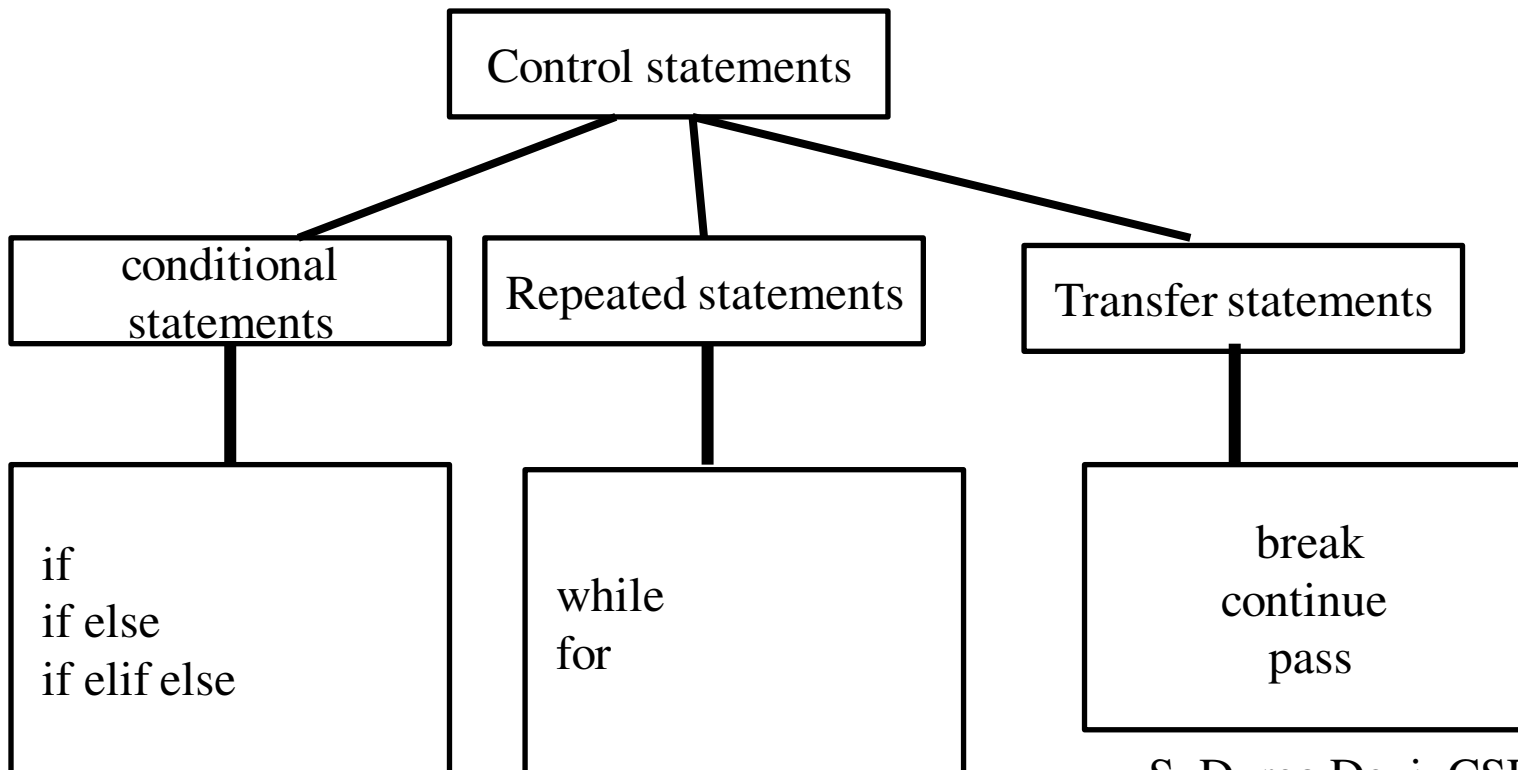 Control statements
conditional
statements
Repeated statements
Transfer statements
if
if else
if elif else
while
for
break
continue
pass
S.